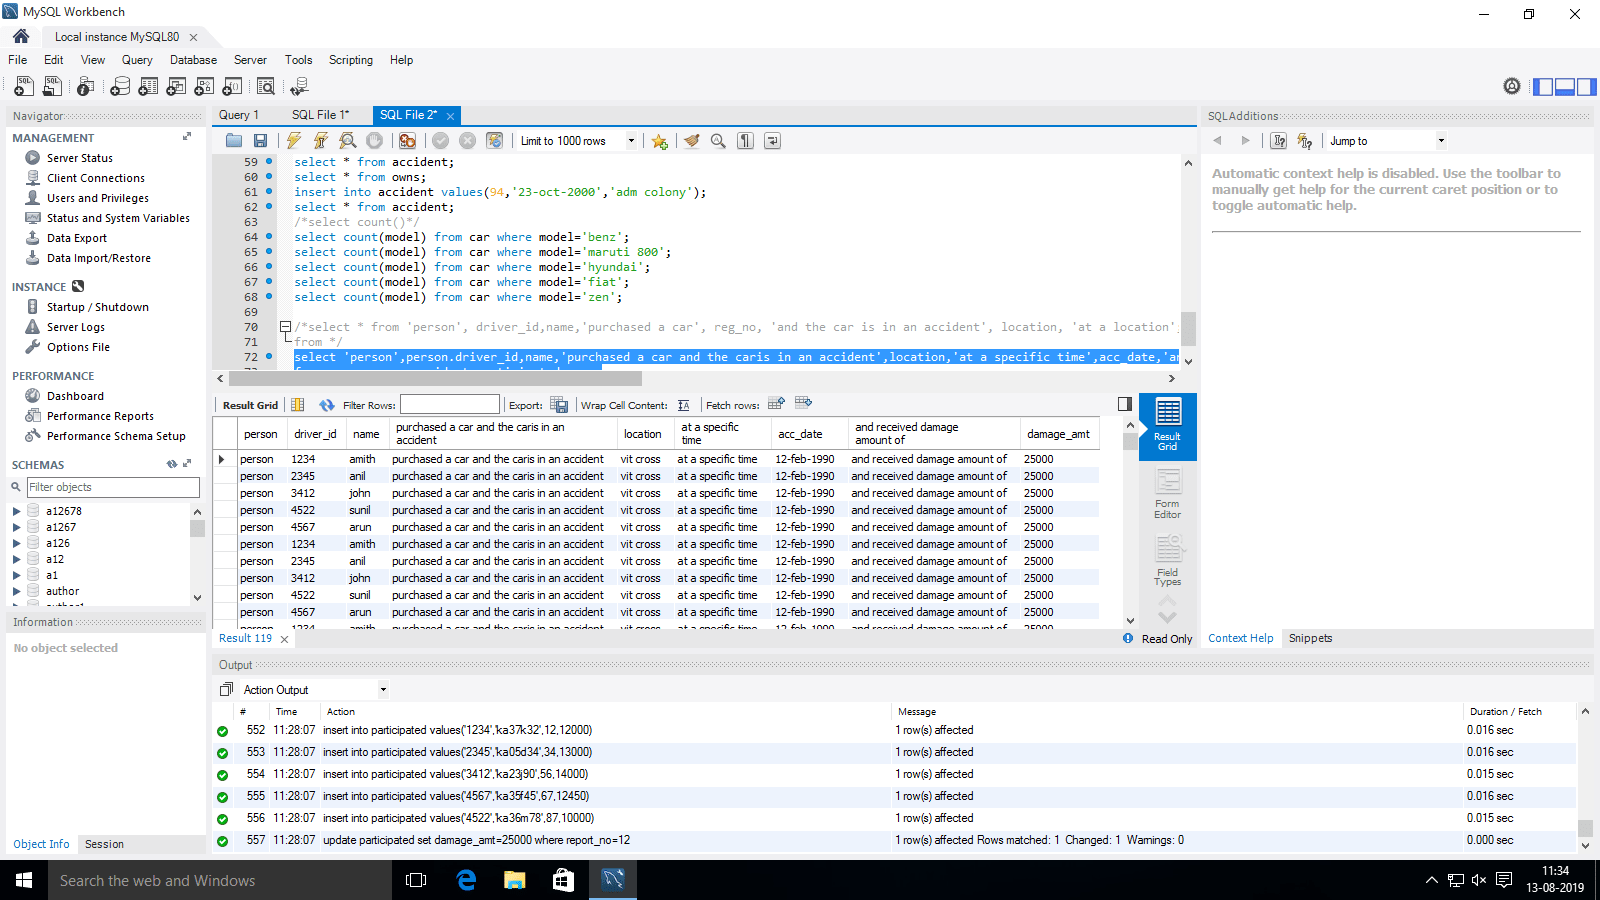 MySQL Workbench
Local instance MySQL80
File Edit View Query Database Server Tools Scripting Help
Navigator
MANAGEMENT
Server Status
Client Connections
Users and Privileges
Status and System Variables
Data Export
Data Import/Restore
INSTANCE
Startup / Shutdown
Server Logs
Options File
PERFORMANCE
Dashboard
Performance Reports
Performance Schema Setup
SCHEMAS
Filter objects
a12678
a1267
a126
a12
a1
author
Information
No object selected
Object Info Session
Query 1 SQL File 1* SQL File 2*
Limit to 1000 rows
59 select * from accident;
60 select * from owns;
61 insert into accident values(94,'23-oct-2000','adm colony');
62 select * from accident;
63 /*select count()*/
64 select count(model) from car where model='benz';
65 select count(model) from car where model='maruti 800';
66 select count(model) from car where model='hyundai';
67 select count(model) from car where model='fiat';
68 select count(model) from car where model='zen';
69
70 /*select * from 'person', driver_id,name,'purchased a car', reg_no, 'and the car is in an accident', location, 'at a location',
71 from */
72 select 'person',person.driver_id,name,'purchased a car and the caris in an accident',location,'at a specific time',acc_date,'an
Result Grid Filter Rows: Export: Wrap Cell Content: Fetch rows:
person driver_id name purchased a car and the caris in an accident location at a specific time acc_date and received damage amount of damage_amt
person 1234 amith purchased a car and the caris in an accident vit cross at a specific time 12-feb-1990 and received damage amount of 25000
person 2345 anil purchased a car and the caris in an accident vit cross at a specific time 12-feb-1990 and received damage amount of 25000
person 3412 john purchased a car and the caris in an accident vit cross at a specific time 12-feb-1990 and received damage amount of 25000
person 4522 sunil purchased a car and the caris in an accident vit cross at a specific time 12-feb-1990 and received damage amount of 25000
person 4567 arun purchased a car and the caris in an accident vit cross at a specific time 12-feb-1990 and received damage amount of 25000
person 1234 amith purchased a car and the caris in an accident vit cross at a specific time 12-feb-1990 and received damage amount of 25000
person 2345 anil purchased a car and the caris in an accident vit cross at a specific time 12-feb-1990 and received damage amount of 25000
person 3412 john purchased a car and the caris in an accident vit cross at a specific time 12-feb-1990 and received damage amount of 25000
person 4522 sunil purchased a car and the caris in an accident vit cross at a specific time 12-feb-1990 and received damage amount of 25000
person 4567 arun purchased a car and the caris in an accident vit cross at a specific time 12-feb-1990 and received damage amount of 25000
person 1234 amith purchased a car and the caris in an accident vit cross at a specific time 12-feb-1990 and received damage amount of 25000
Result Grid
Form Editor
Field Types
Result 119
Read Only
SQLAdditions
Jump to
Automatic context help is disabled. Use the toolbar to
manually get help for the current caret position or to
toggle automatic help.
Context Help Snippets
Output
Action Output
# Time Action Message Duration / Fetch
552 11:28:07 insert into participated values('1234','ka37k32',12,12000) 1 row(s) affected 0.016 sec
553 11:28:07 insert into participated values('2345','ka05d34',34,13000) 1 row(s) affected 0.016 sec
554 11:28:07 insert into participated values('3412','ka23j90',56,14000) 1 row(s) affected 0.015 sec
555 11:28:07 insert into participated values('4567','ka35f45',67,12450) 1 row(s) affected 0.016 sec
556 11:28:07 insert into participated values('4522','ka36m78',87,10000) 1 row(s) affected 0.015 sec
557 11:28:07 update participated set damage_amt=25000 where report_no=12 1 row(s) affected Rows matched: 1 Changed: 1 Warnings: 0 0.000 sec
Search the web and Windows
11:34
13-08-2019